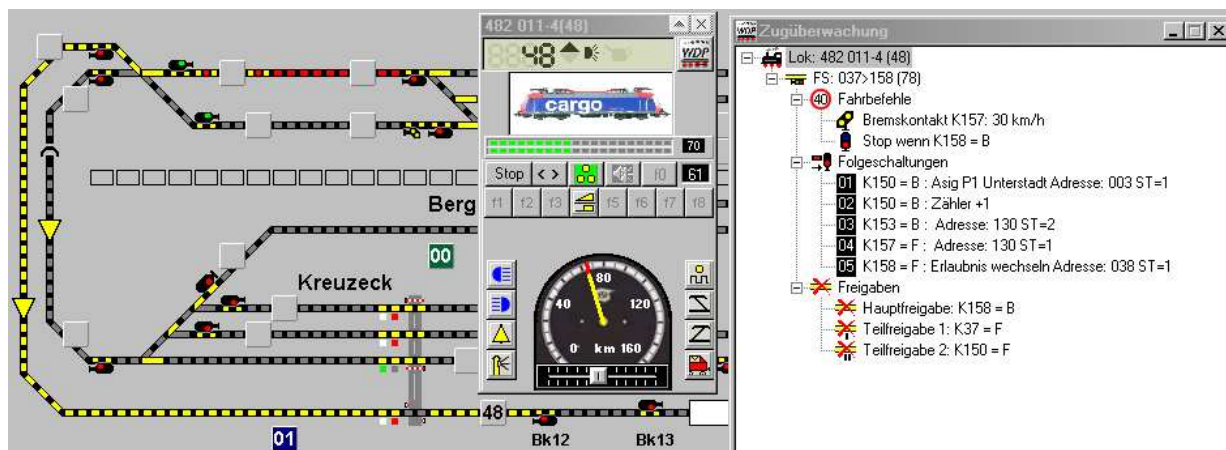 482 011-4(48)
48
WDP
cargo
70
Stop
< >
f0
61
f1 f2 f3 f5 f6 f7 f8
Berg
00
Kreuzeck
40 80 120
0 km 160
48
01
Bk12
Bk13
WDP Zugüberwachung
Lok: 482 011-4 (48)
FS: 037>158 (78)
40 Fahrbefehle
Bremskontakt K157: 30 km/h
Stop wenn K158 = B
Folgeschaltungen
01 K150 = B : Asig P1 Unterstadt Adresse: 003 ST=1
02 K150 = B : Zähler +1
03 K153 = B : Adresse: 130 ST=2
04 K157 = F : Adresse: 130 ST=1
05 K158 = F : Erlaubnis wechseln Adresse: 038 ST=1
Freigaben
Hauptfreigabe: K158 = B
Teilfreigabe 1: K37 = F
Teilfreigabe 2: K150 = F